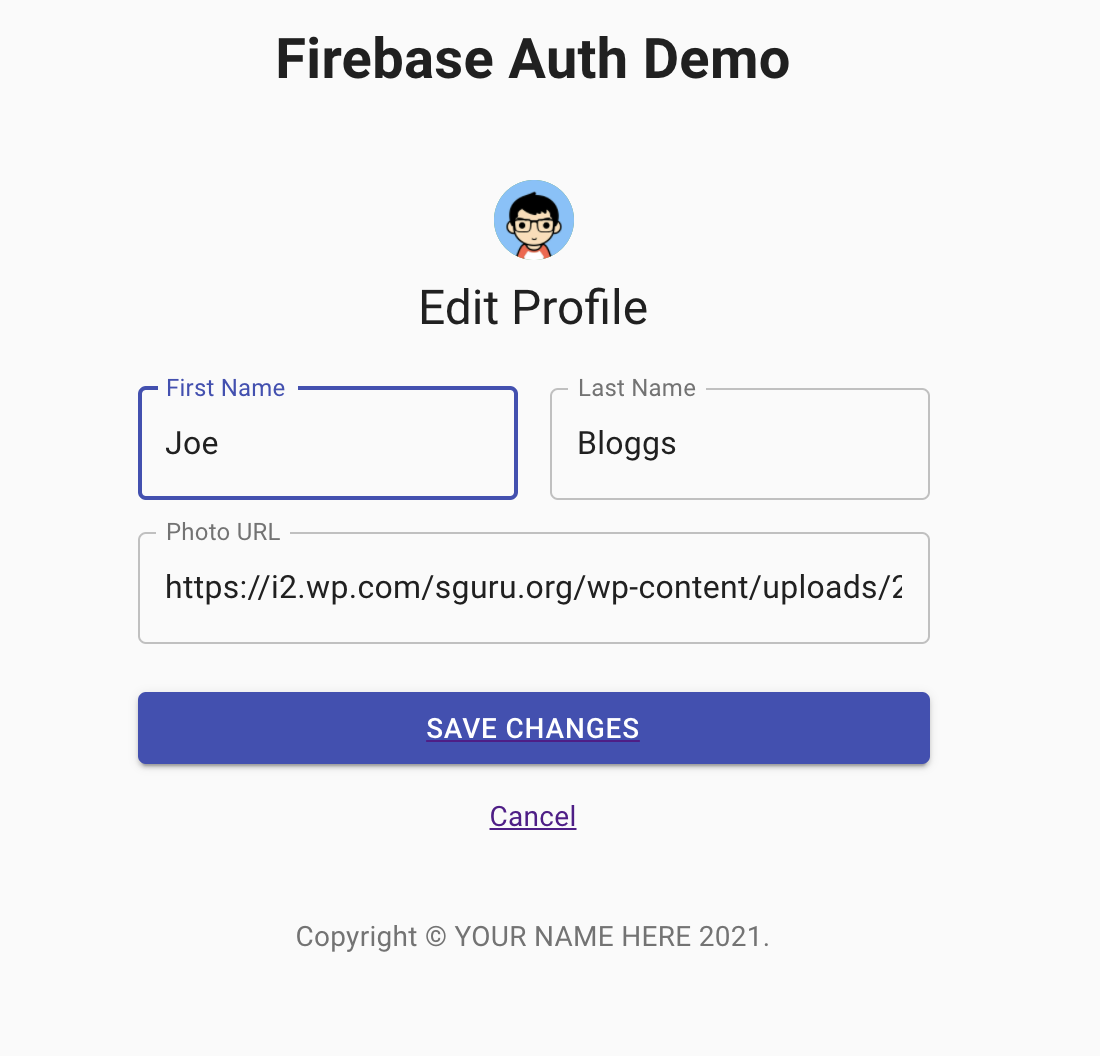 Firebase Auth Demo
Edit Profile
First Name
Last Name
Joe
Bloggs
Photo URL
https://i2.wp.com/sguru.org/wp-content/uploads/2
SAVE CHANGES
Cancel
Copyright © YOUR NAME HERE 2021.